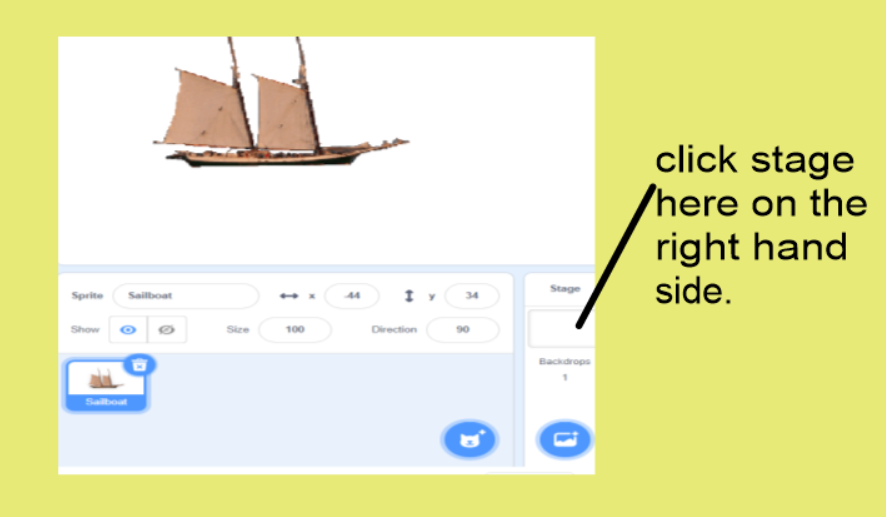 click stage
here on the
right hand
side.
Sprite Sailboat x -44 y 34 Stage
Show Size 100 Direction 90
Backdrops
1
Sailboat